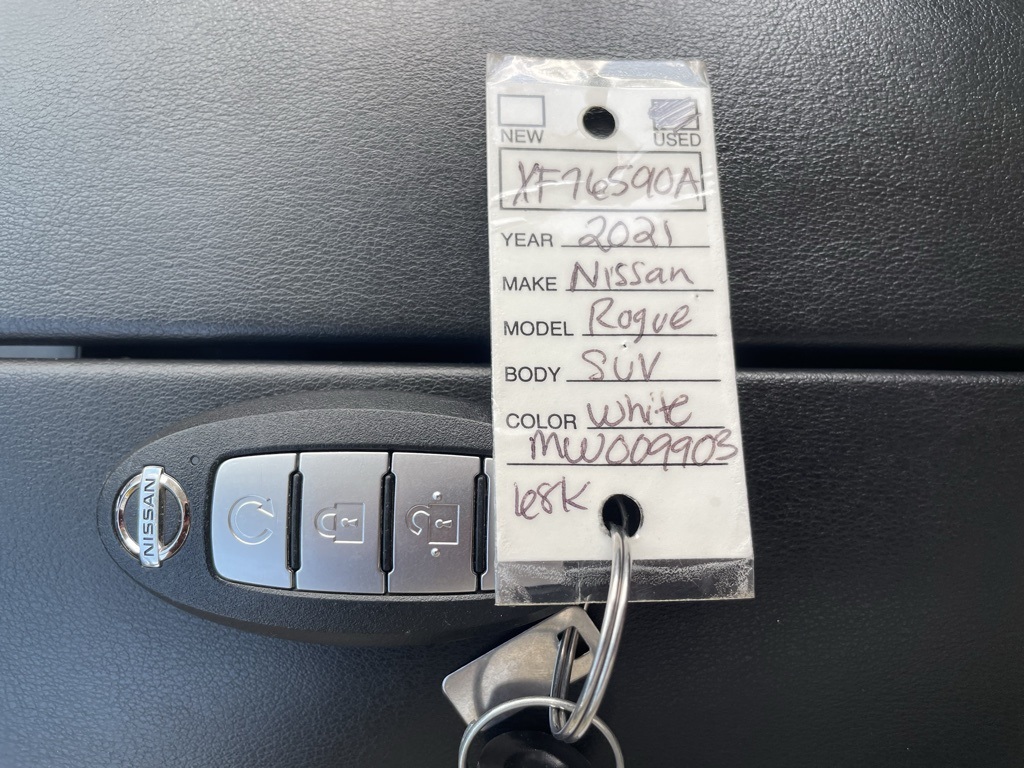 NEW USED
XF76590A
YEAR 2021
MAKE Nissan
MODEL Rogue
BODY SUV
COLOR White
MW009903
68K
NISSAN